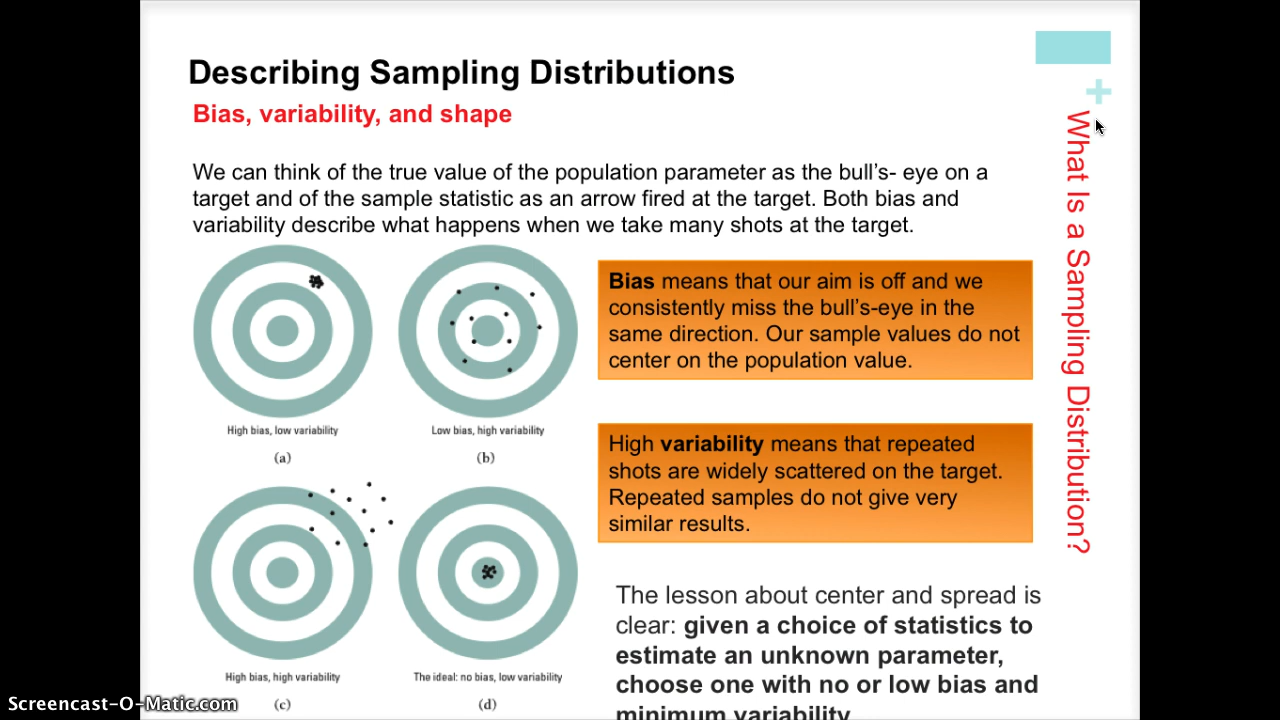 Describing Sampling Distributions
Bias, variability, and shape
We can think of the true value of the population parameter as the bull's- eye on a
target and of the sample statistic as an arrow fired at the target. Both bias and
variability describe what happens when we take many shots at the target.
High bias, low variability
(a)
Low bias, high variability
(b)
High bias, high variability
(c)
The ideal: no bias, low variability
(d)
Bias means that our aim is off and we
consistently miss the bull's-eye in the
same direction. Our sample values do not
center on the population value.
High variability means that repeated
shots are widely scattered on the target.
Repeated samples do not give very
similar results.
The lesson about center and spread is
clear: given a choice of statistics to
estimate an unknown parameter,
choose one with no or low bias and
minimum variability
+
What Is a Sampling Distribution?
Screencast-O-Matic.com